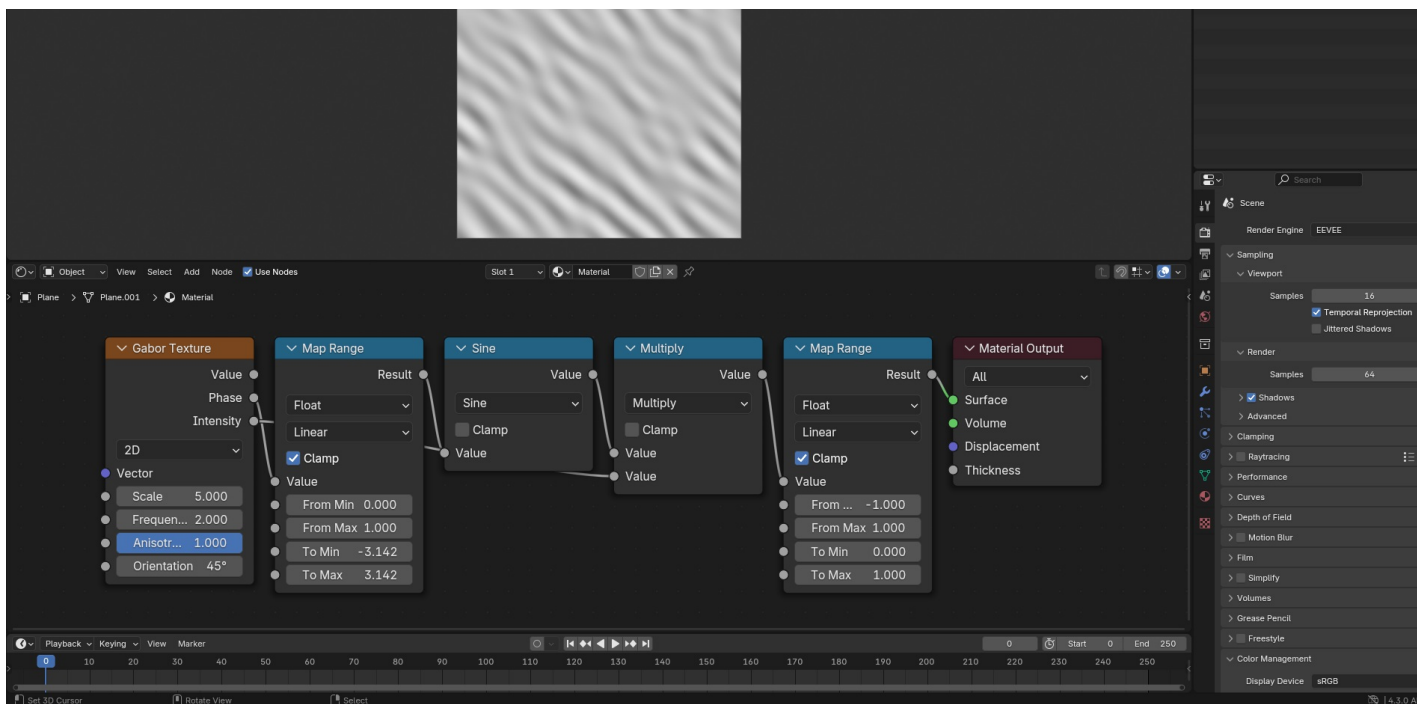 Search
Scene
Render Engine EEVEE
Sampling
Viewport
Samples 16
Temporal Reprojection
Jittered Shadows
Render
Samples 64
Shadows
Advanced
Clamping
Raytracing
Performance
Curves
Depth of Field
Motion Blur
Film
Simplify
Volumes
Grease Pencil
Freestyle
Color Management
Display Device sRGB
Object View Select Add Node Use Nodes Slot 1 Material
Plane > Plane.001 > Material
Gabor Texture
Value
Phase
Intensity
2D
Vector
Scale 5.000
Frequen... 2.000
Anisotr... 1.000
Orientation 45°
Map Range
Result
Float
Linear
Clamp
Value
From Min 0.000
From Max 1.000
To Min -3.142
To Max 3.142
Sine
Value
Sine
Clamp
Value
Multiply
Value
Multiply
Clamp
Value
Value
Map Range
Result
Float
Linear
Clamp
Value
From ... -1.000
From Max 1.000
To Min 0.000
To Max 1.000
Material Output
All
Surface
Volume
Displacement
Thickness
Playback Keying View Marker 0 Start 0 End 250
0 10 20 30 40 50 60 70 80 90 100 110 120 130 140 150 160 170 180 190 200 210 220 230 240 250
Set 3D Cursor Rotate View Select 4.3.0 A